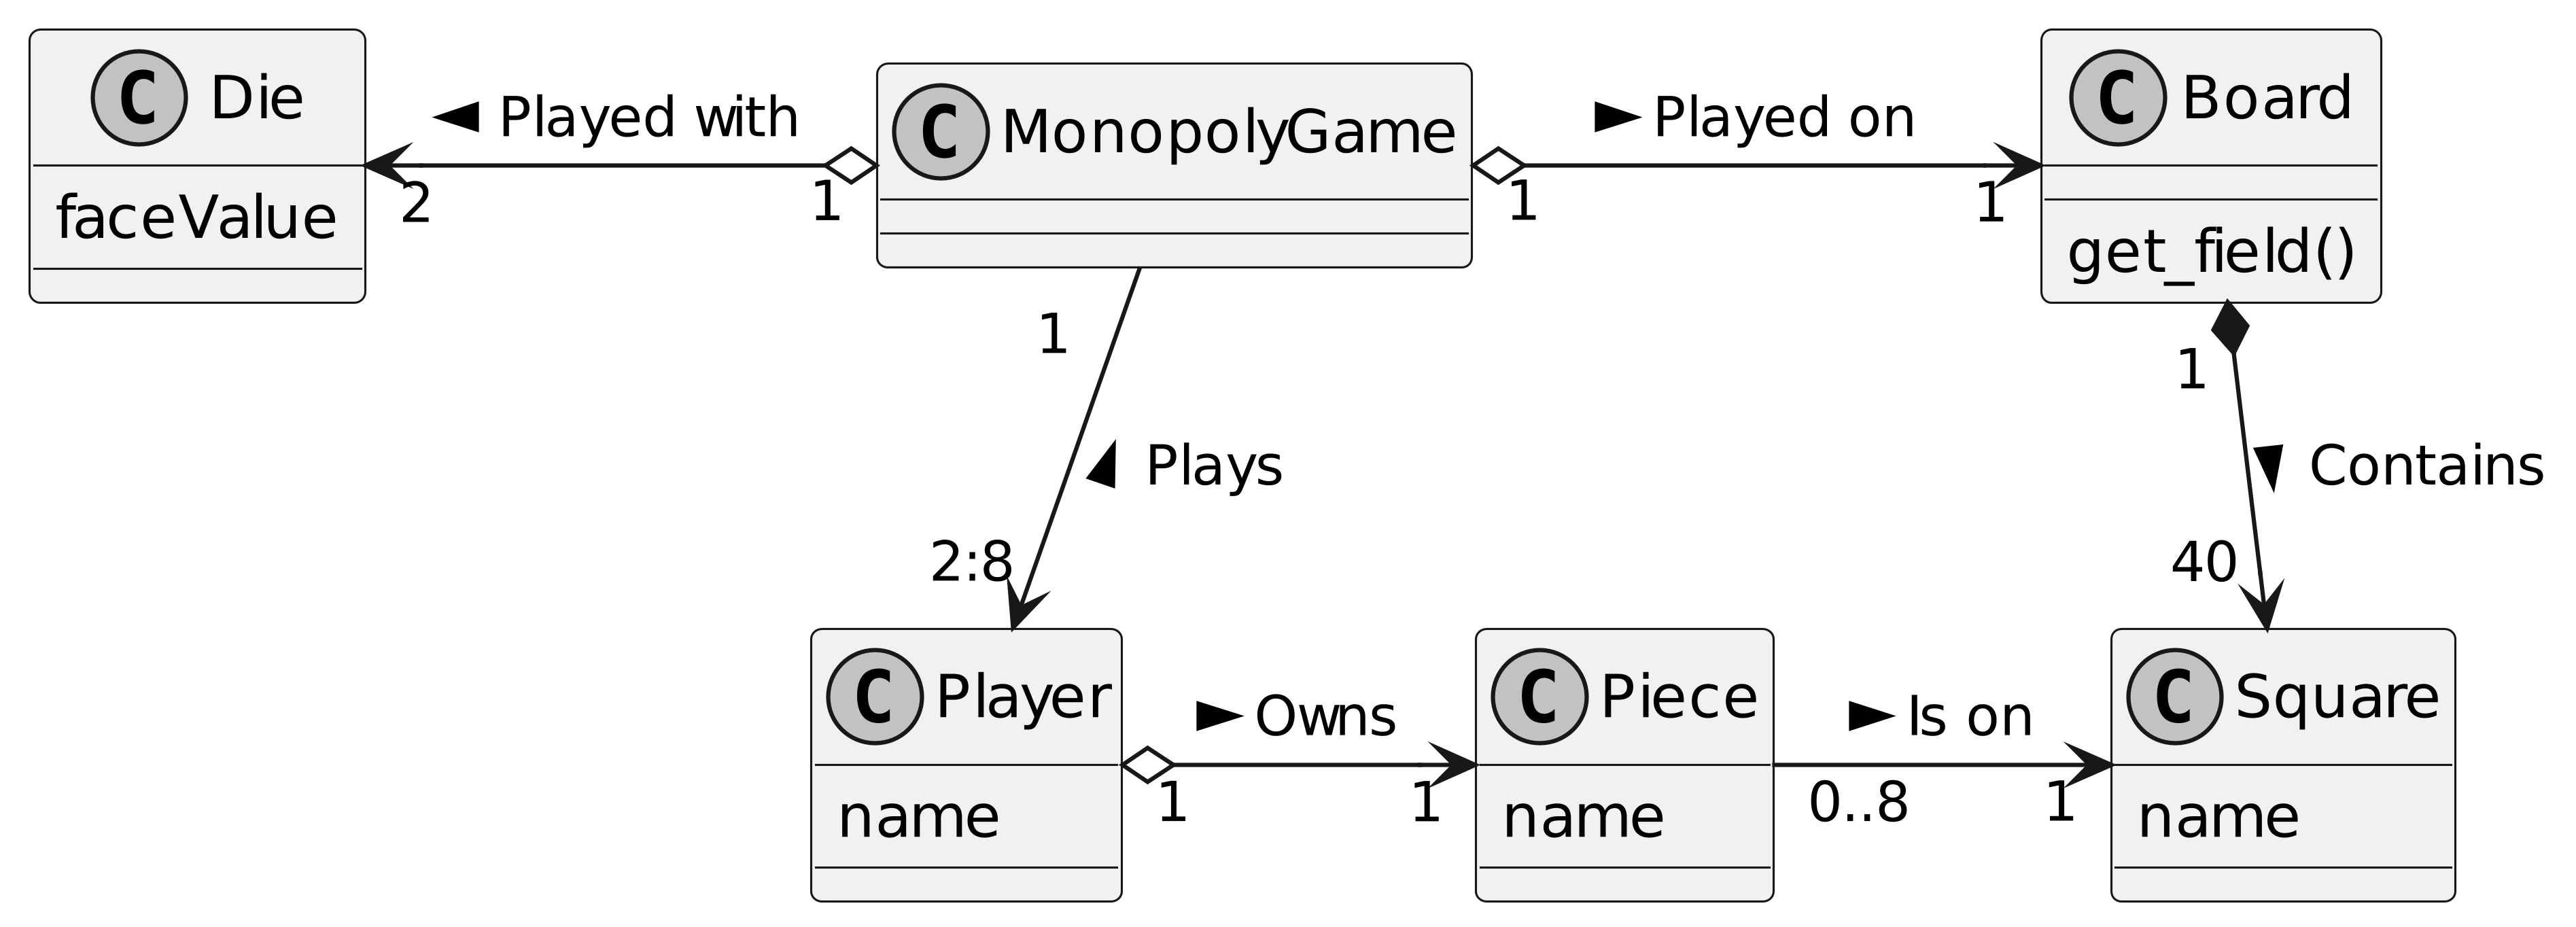 C Die
faceValue
◄ Played with
2
1
C MonopolyGame
► Played on
1
1
C Board
get_field()
1
Plays
2:8
1
Contains
40
C Player
name
► Owns
1
1
C Piece
name
► Is on
0..8
1
C Square
name